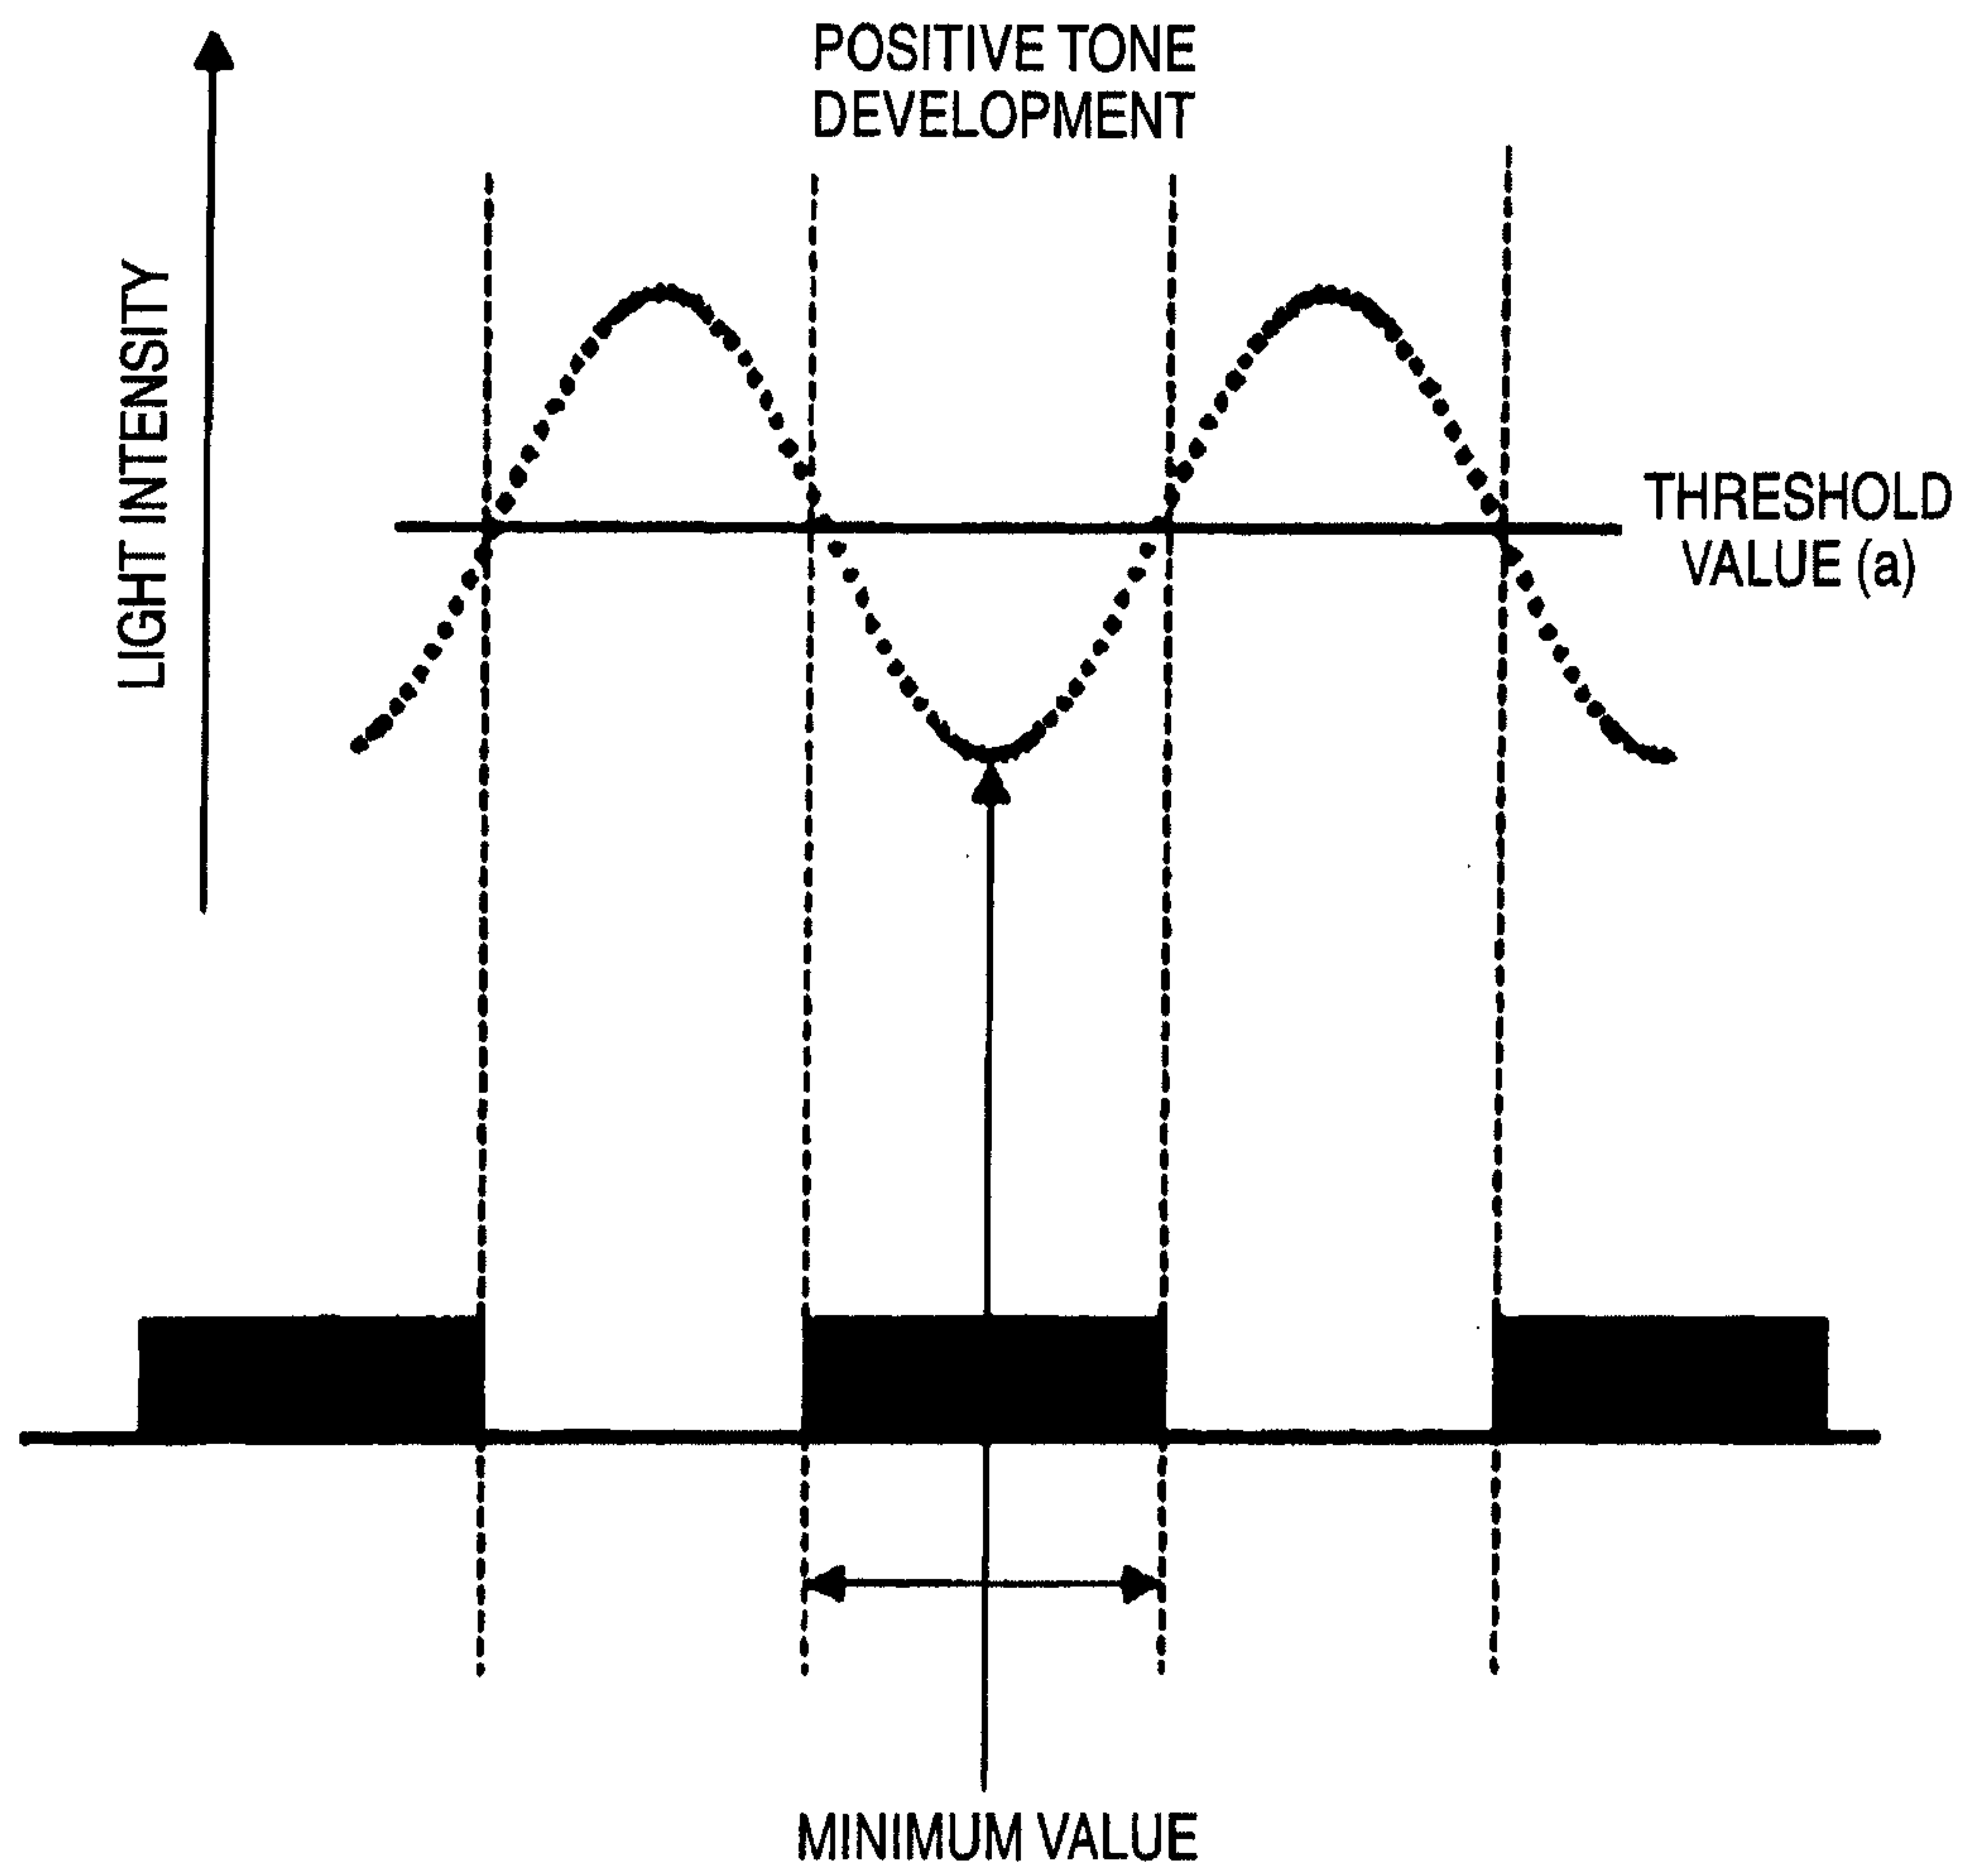 POSITIVE TONE
DEVELOPMENT
LIGHT INTENSITY
THRESHOLD
VALUE (a)
MINIMUM VALUE